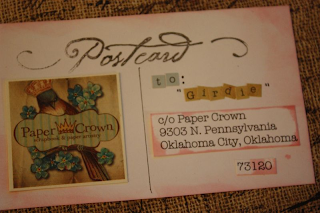 Postcard
to:
"Girdie"
Paper Crown
c/o Paper Crown
9303 N. Pennsylvania
Oklahoma City, Oklahoma
73120